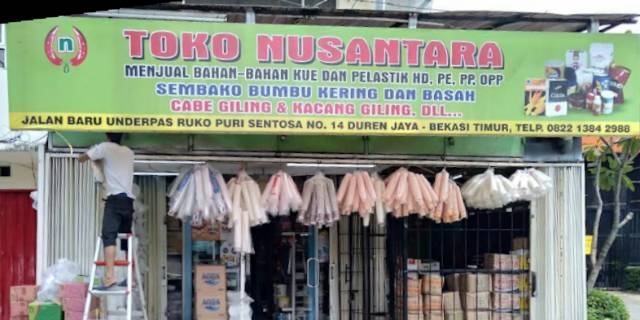 n
TOKO NUSANTARA
MENJUAL BAHAN-BAHAN KUE DAN PELASTIK HD, PE, PP, OPP
SEMBAKO BUMBU KERING DAN BASAH
CABE GILING & KACANG GILING, DLL...
JALAN BARU UNDERPAS RUKO PURI SENTOSA NO. 14 DUREN JAYA - BEKASI TIMUR, TELP. 0822 1384 2988
AQUA
AQUA